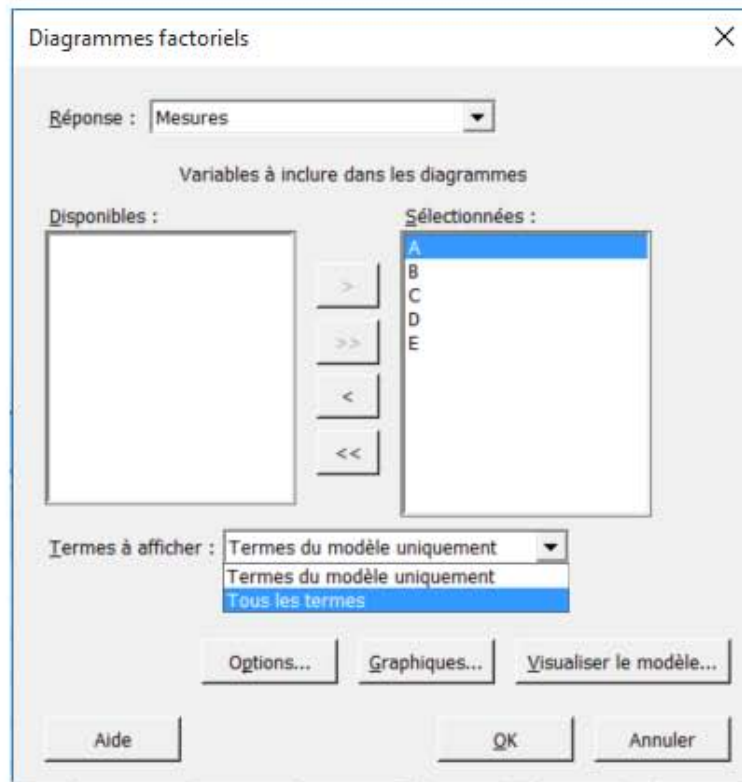 Diagrammes factoriels
Réponse : Mesures
Variables à inclure dans les diagrammes
Disponibles :
Sélectionnées :
A
B
C
D
E
>
>>
<
<<
Termes à afficher : Termes du modèle uniquement
Termes du modèle uniquement
Tous les termes
Options... Graphiques... Visualiser le modèle...
Aide OK Annuler